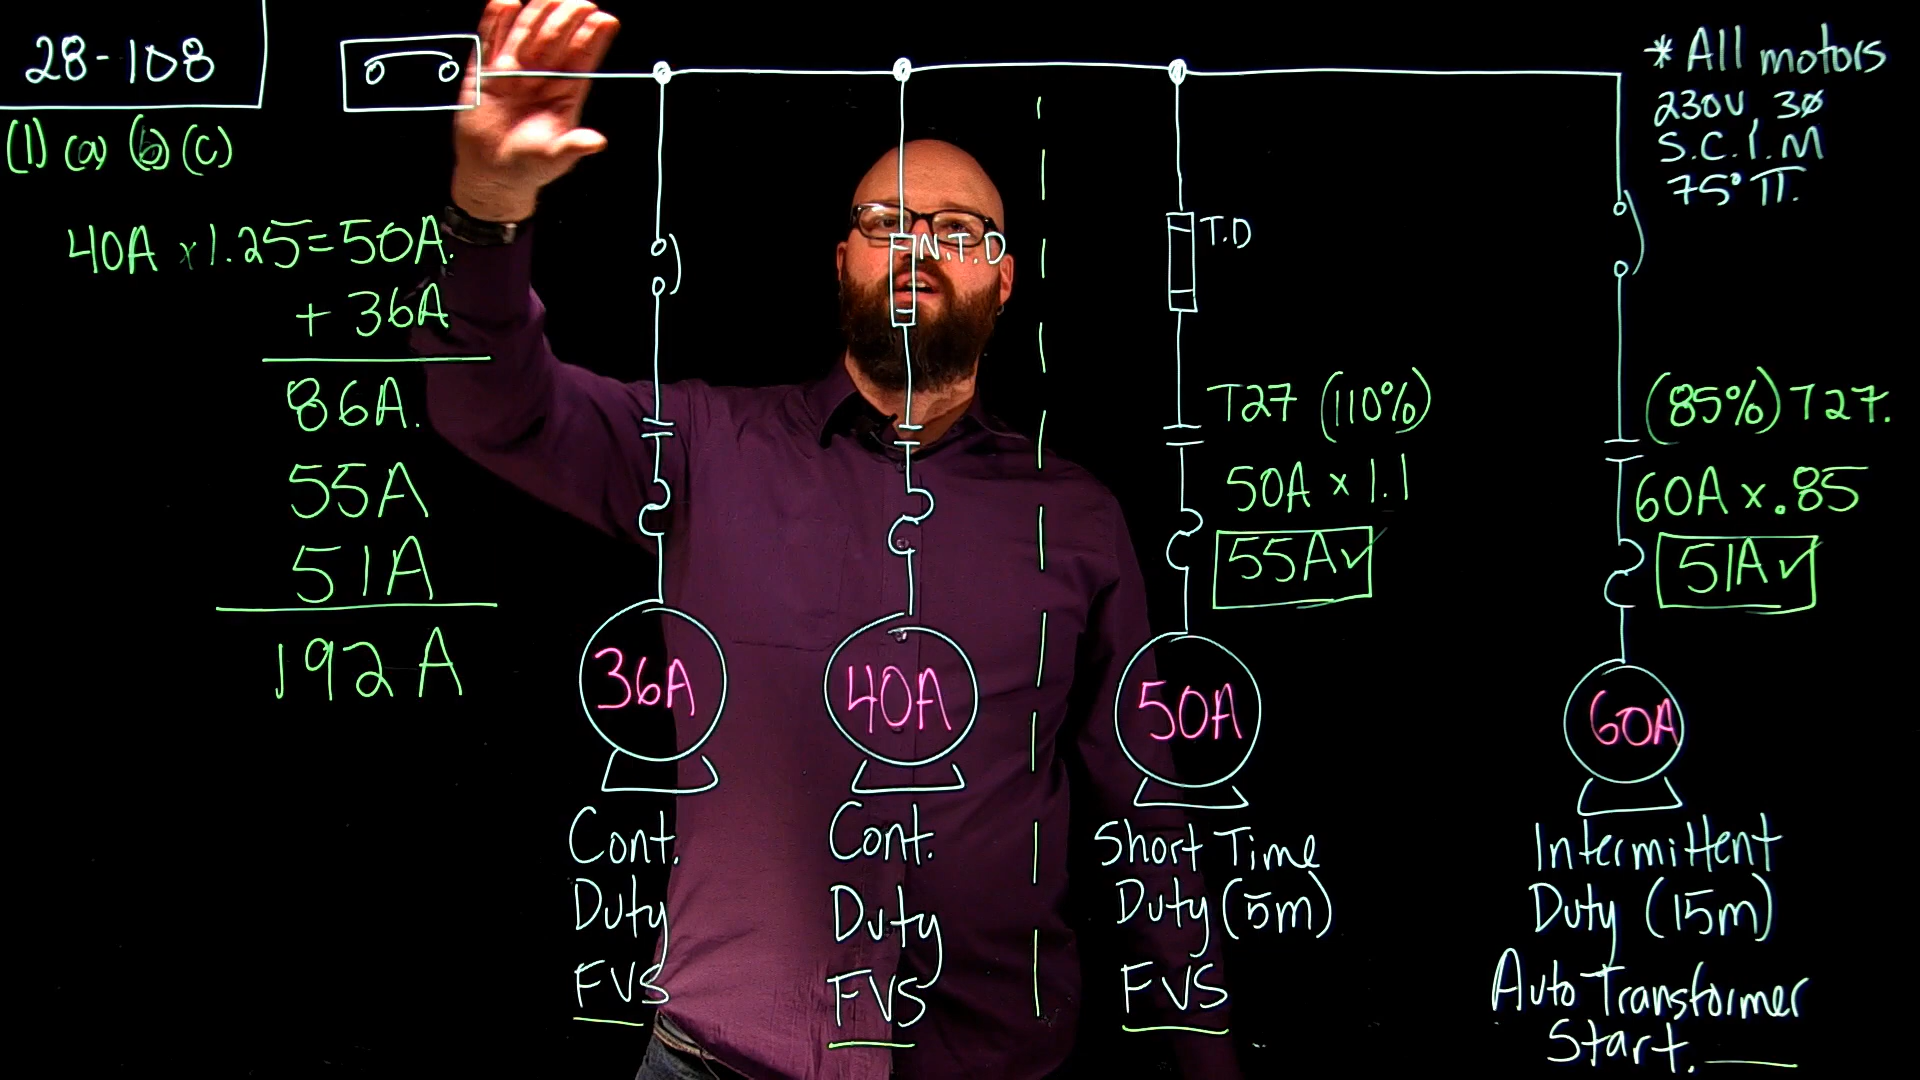 28-108
(1) (a) (b) (c)
40A x 1.25=50A.
+ 36A
86A.
55A
51A
192 A
N.T.D
T.D
* All motors
230V, 3Ø
S.C.I.M
75° TT.
T27 (110%)
50A x 1.1
55A✓
(85%) T27.
60A x .85
51A✓
36A
40A
50A
60A
Cont.
Duty
FVS
Cont.
Duty
FVS
Short Time
Duty (5m)
FVS
Intermittent
Duty (15m)
Auto Transformer
Start.